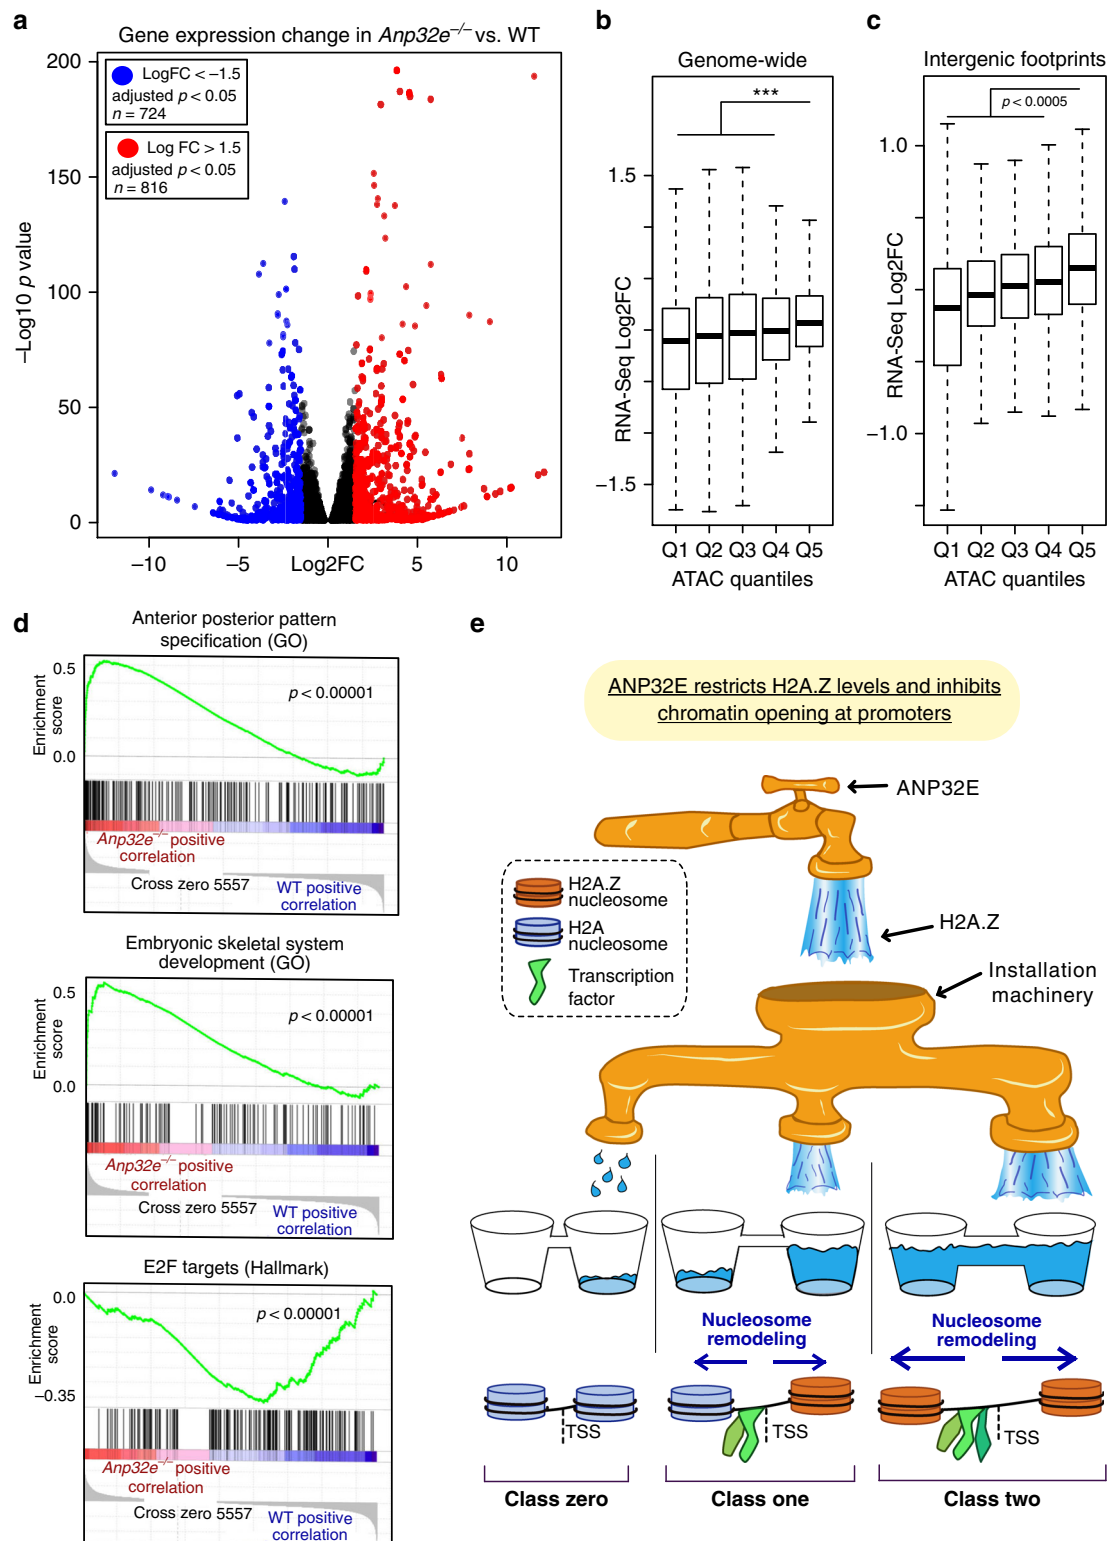 a
Gene expression change in Anp32e−/− vs. WT
200
150
100
50
0
−Log10 p value
LogFC < −1.5
adjusted p < 0.05
n = 724
Log FC > 1.5
adjusted p < 0.05
n = 816
−10
−5
Log2FC
5
10
b
Genome-wide
***
1.5
−1.5
RNA-Seq Log2FC
Q1 Q2 Q3 Q4 Q5
ATAC quantiles
c
Intergenic footprints
p < 0.0005
1.0
−1.0
RNA-Seq Log2FC
Q1 Q2 Q3 Q4 Q5
ATAC quantiles
d
Anterior posterior pattern
specification (GO)
0.5
0.0
Enrichment
score
p < 0.00001
Anp32e−/− positive
correlation
Cross zero 5557
WT positive
correlation
Embryonic skeletal system
development (GO)
0.5
0.0
Enrichment
score
p < 0.00001
Anp32e−/− positive
correlation
Cross zero 5557
WT positive
correlation
E2F targets (Hallmark)
0.0
−0.35
Enrichment
score
p < 0.00001
Anp32e−/− positive
correlation
Cross zero 5557
WT positive
correlation
e
ANP32E restricts H2A.Z levels and inhibits
chromatin opening at promoters
ANP32E
H2A.Z
nucleosome
H2A
nucleosome
Transcription
factor
H2A.Z
Installation
machinery
Nucleosome
remodeling
Nucleosome
remodeling
TSS
TSS
TSS
Class zero
Class one
Class two